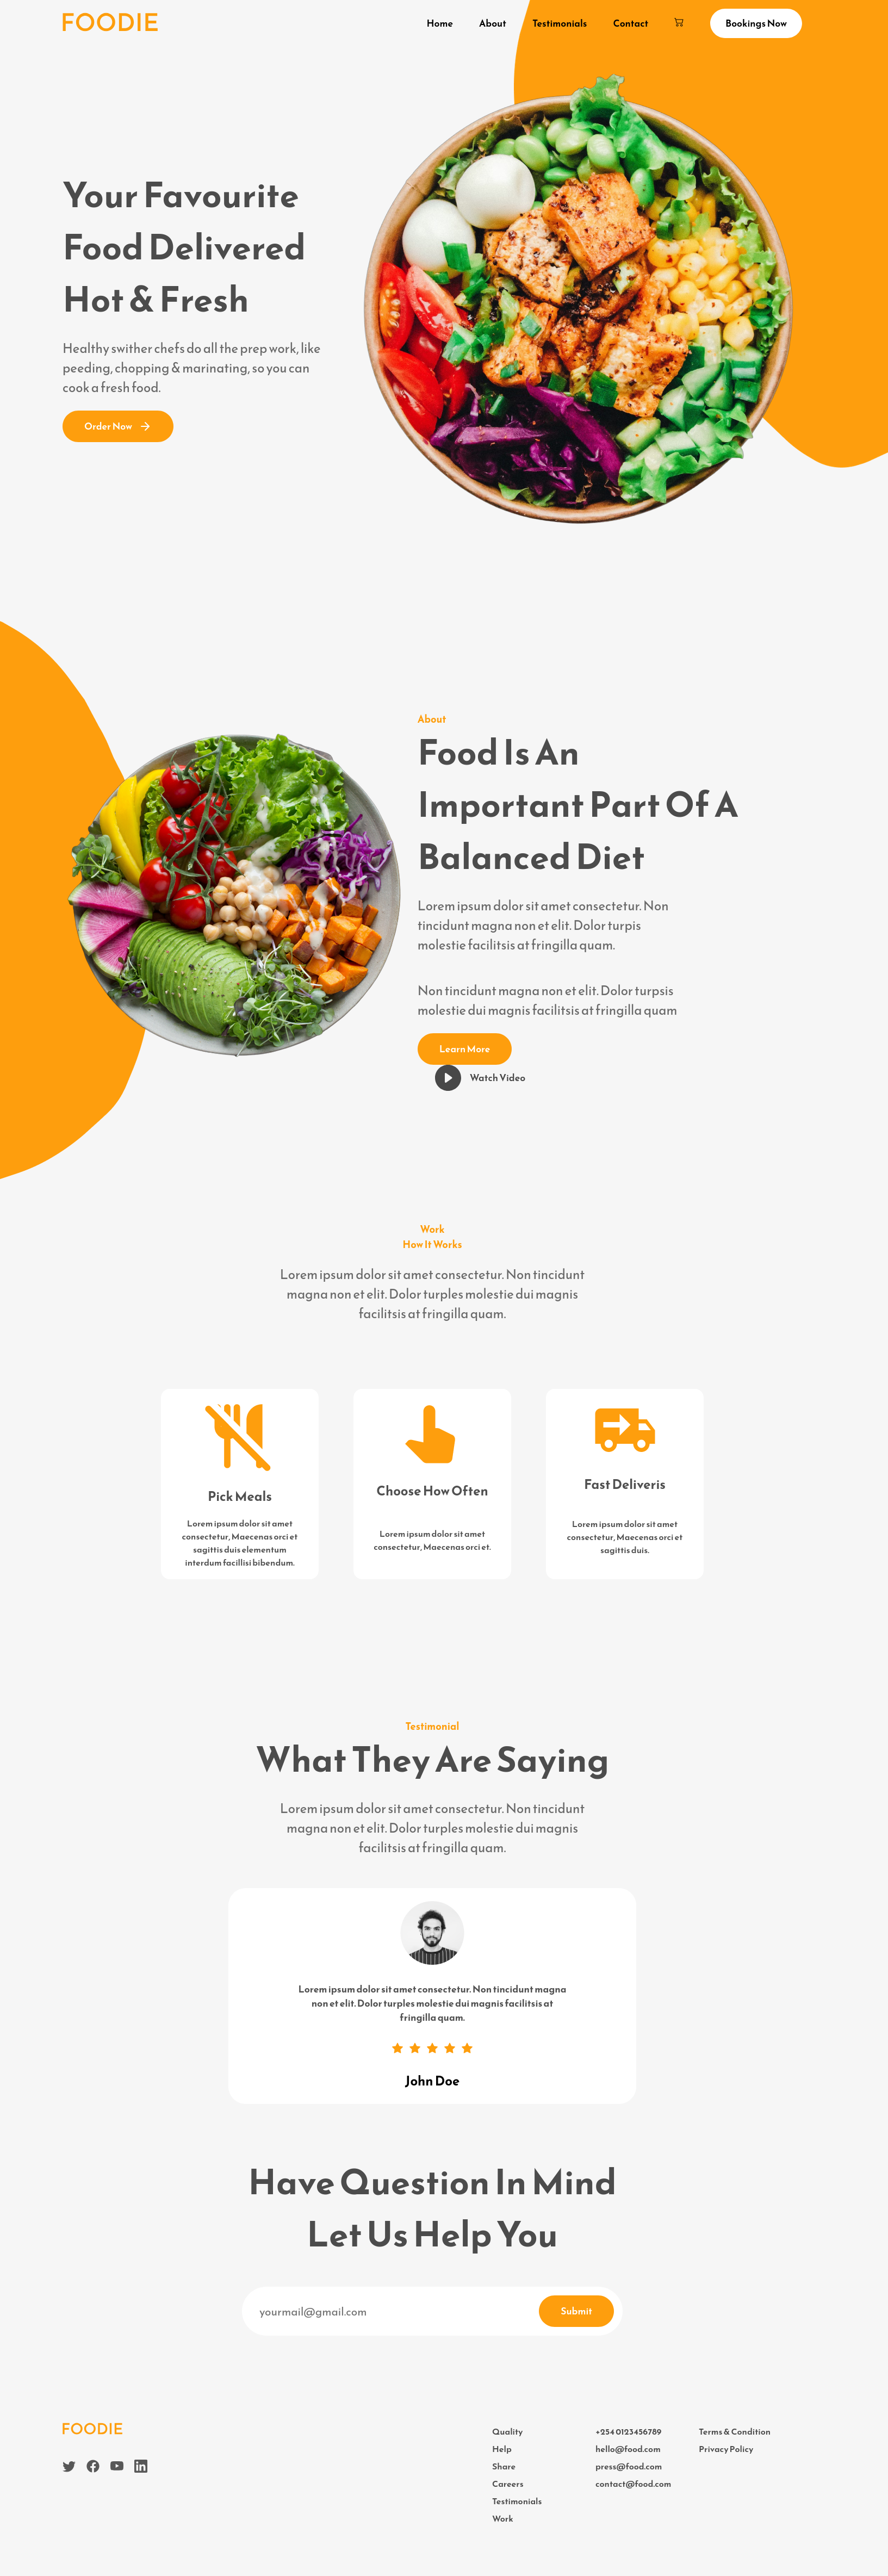 FOODIE
Home About Testimonials Contact Bookings Now
Your Favourite
Food Delivered
Hot & Fresh
Healthy swither chefs do all the prep work, like
peeding, chopping & marinating, so you can
cook a fresh food.
Order Now
About
Food Is An
Important Part Of A
Balanced Diet
Lorem ipsum dolor sit amet consectetur. Non
tincidunt magna non et elit. Dolor turpis
molestie facilitsis at fringilla quam.
Non tincidunt magna non et elit. Dolor turpsis
molestie dui magnis facilitsis at fringilla quam
Learn More
Watch Video
Work
How It Works
Lorem ipsum dolor sit amet consectetur. Non tincidunt
magna non et elit. Dolor turples molestie dui magnis
facilitsis at fringilla quam.
Pick Meals
Lorem ipsum dolor sit amet
consectetur, Maecenas orci et
sagittis duis elementum
interdum facillisi bibendum.
Choose How Often
Lorem ipsum dolor sit amet
consectetur, Maecenas orci et.
Fast Deliveris
Lorem ipsum dolor sit amet
consectetur, Maecenas orci et
sagittis duis.
Testimonial
What They Are Saying
Lorem ipsum dolor sit amet consectetur. Non tincidunt
magna non et elit. Dolor turples molestie dui magnis
facilitsis at fringilla quam.
Lorem ipsum dolor sit amet consectetur. Non tincidunt magna
non et elit. Dolor turples molestie dui magnis facilitsis at
fringilla quam.
John Doe
Have Question In Mind
Let Us Help You
yourmail@gmail.com
Submit
FOODIE
Quality
Help
Share
Careers
Testimonials
Work
+254 0123456789
hello@food.com
press@food.com
contact@food.com
Terms & Condition
Privacy Policy